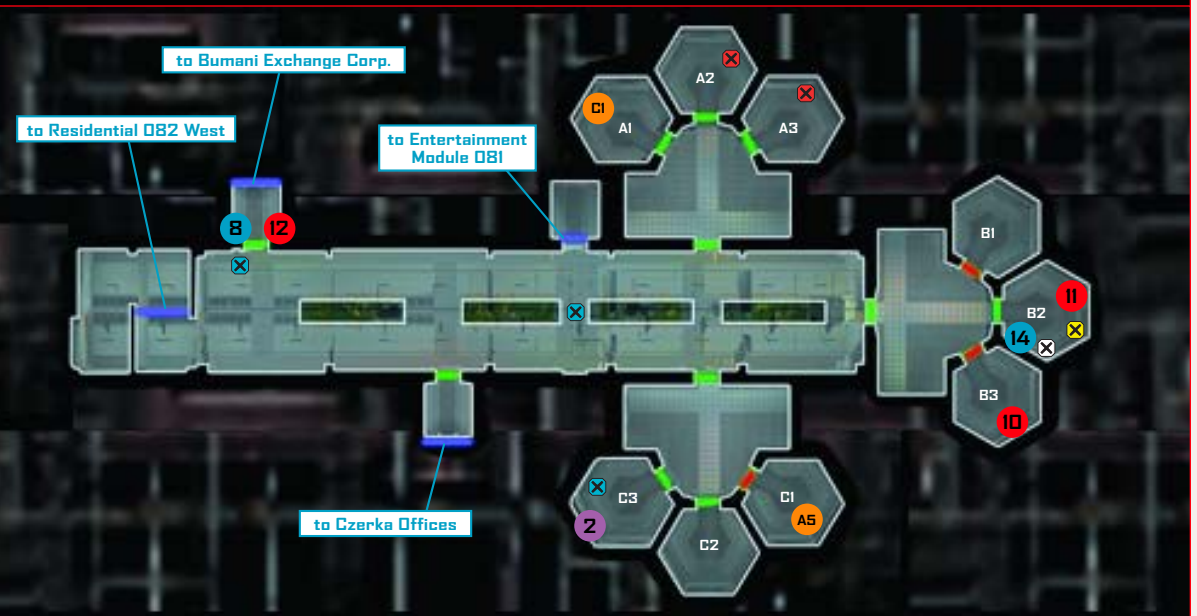 to Bumani Exchange Corp.
A2
C1
A1
A3
to Residential 082 West
to Entertainment
Module 081
8
12
B1
11
B2
14
B3
10
C3
2
C1
A5
C2
to Czerka Offices